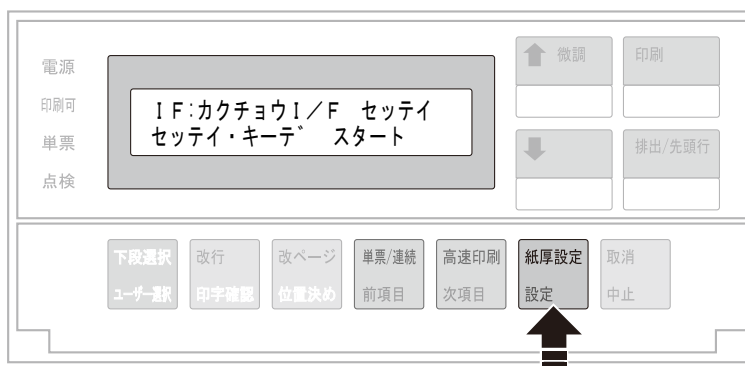 電源
印刷可
単票
点検
IF:カクチョウI/F セッテイ
セッテイ・キーデ゛ スタート
微調
印刷
排出/先頭行
下段選択
改行
改ページ
単票/連続
高速印刷
紙厚設定
取消
ユーザー選択
印字確認
位置決め
前項目
次項目
設定
中止